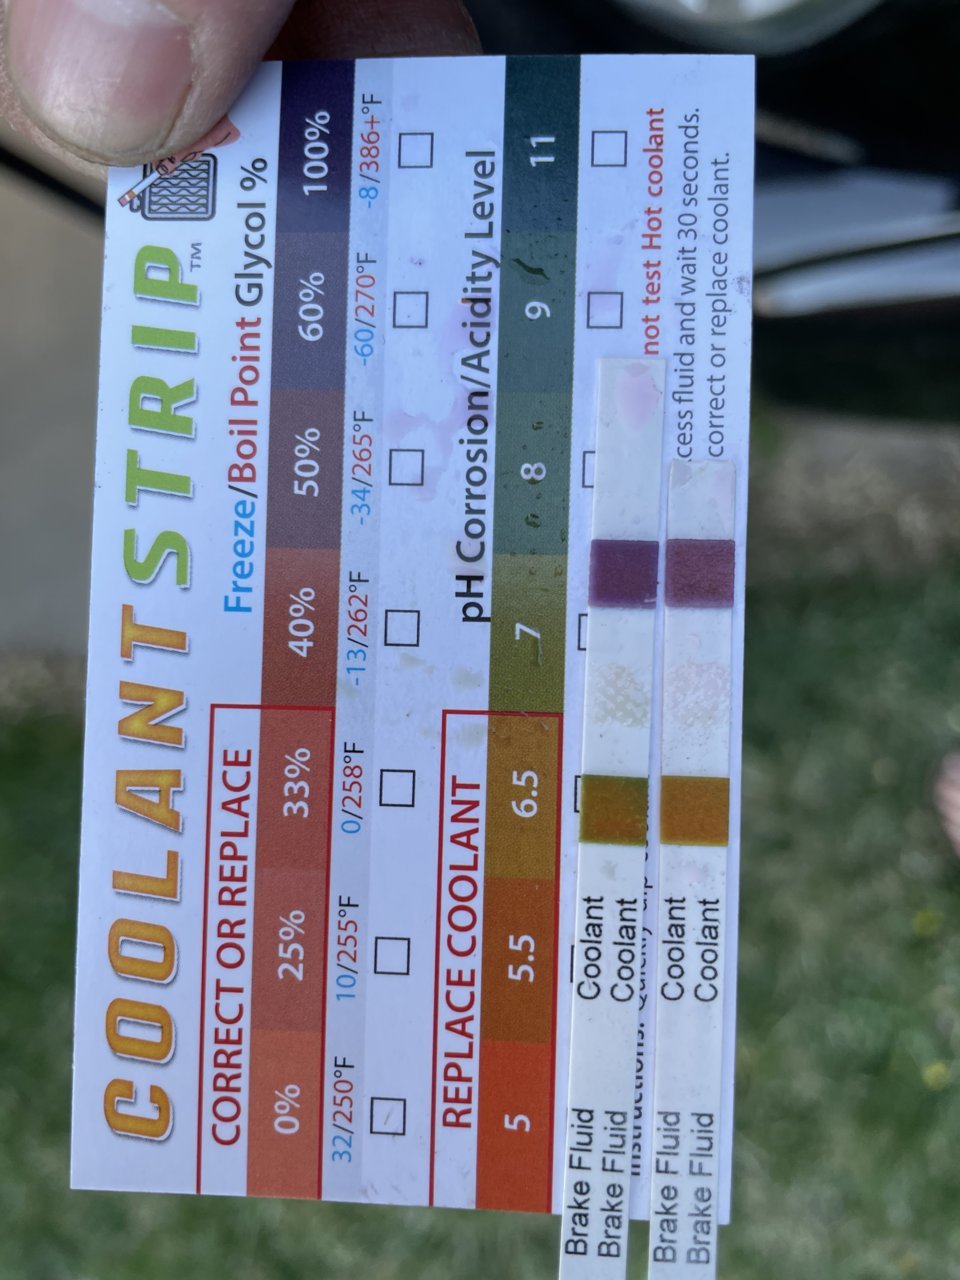 COOLANTSTRIP™
Freeze/Boil Point Glycol %
CORRECT OR REPLACE
0% 25% 33% 40% 50% 60% 100%
32/250°F 10/255°F 0/258°F -13/262°F -34/265°F -60/270°F -8/386+°F
pH Corrosion/Acidity Level
REPLACE COOLANT
5 5.5 6.5 7 8 9 11
not test Hot coolant
cess fluid and wait 30 seconds.
correct or replace coolant.
Brake Fluid Coolant
Brake Fluid Coolant
Brake Fluid Coolant
Brake Fluid Coolant